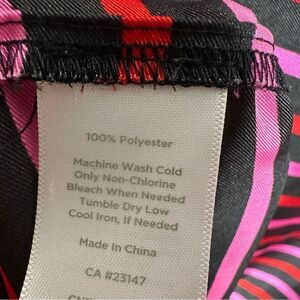 100% Polyester
Machine Wash Cold
Only Non-Chlorine
Bleach When Needed
Tumble Dry Low
Cool Iron, If Needed
Made in China
CA #23147